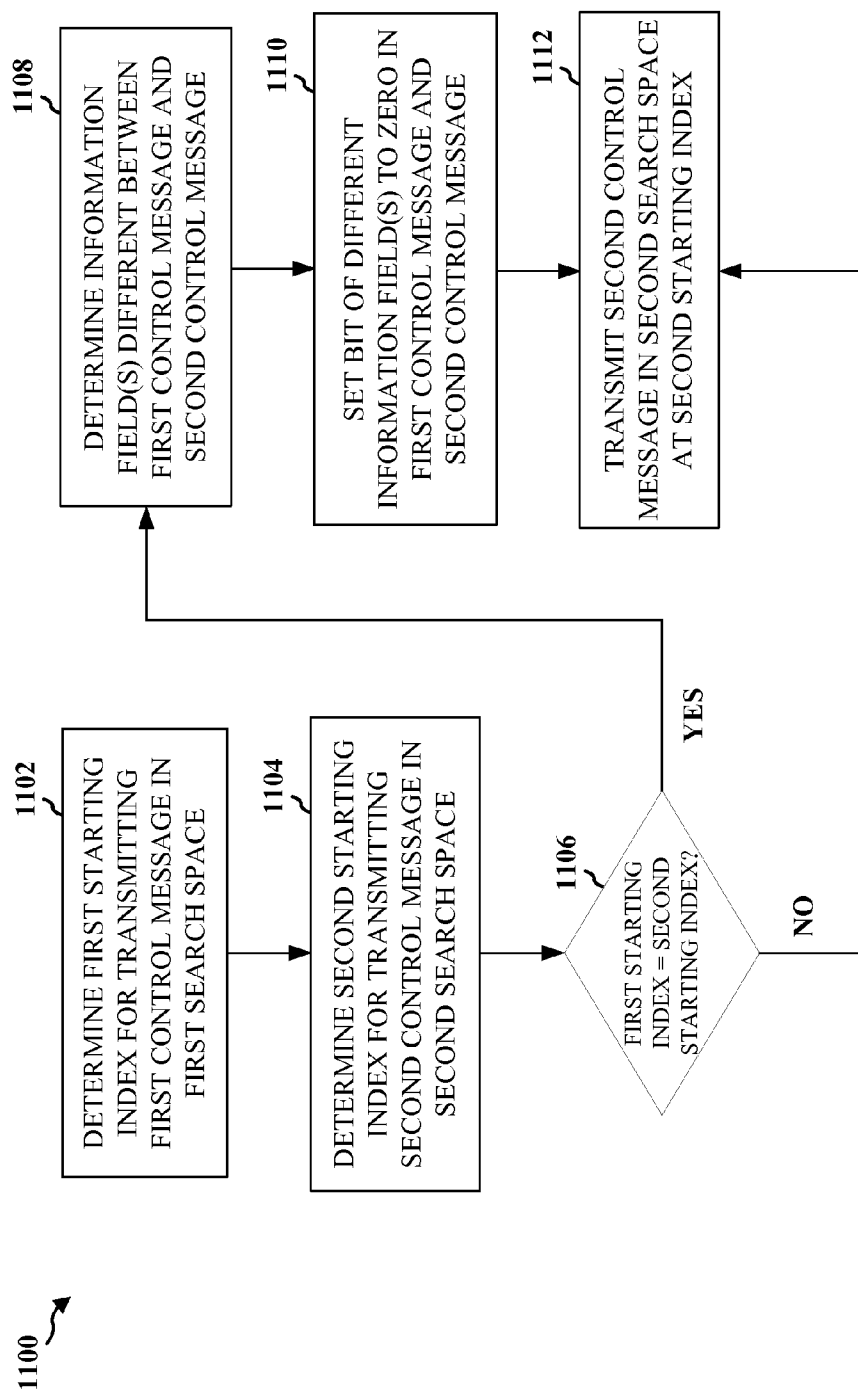 1100
1102
DETERMINE FIRST STARTING
INDEX FOR TRANSMITTING
FIRST CONTROL MESSAGE IN
FIRST SEARCH SPACE
1104
DETERMINE SECOND STARTING
INDEX FOR TRANSMITTING
SECOND CONTROL MESSAGE IN
SECOND SEARCH SPACE
1106
FIRST STARTING
INDEX = SECOND
STARTING INDEX?
YES
NO
1108
DETERMINE INFORMATION
FIELD(S) DIFFERENT BETWEEN
FIRST CONTROL MESSAGE AND
SECOND CONTROL MESSAGE
1110
SET BIT OF DIFFERENT
INFORMATION FIELD(S) TO ZERO IN
FIRST CONTROL MESSAGE AND
SECOND CONTROL MESSAGE
1112
TRANSMIT SECOND CONTROL
MESSAGE IN SECOND SEARCH SPACE
AT SECOND STARTING INDEX